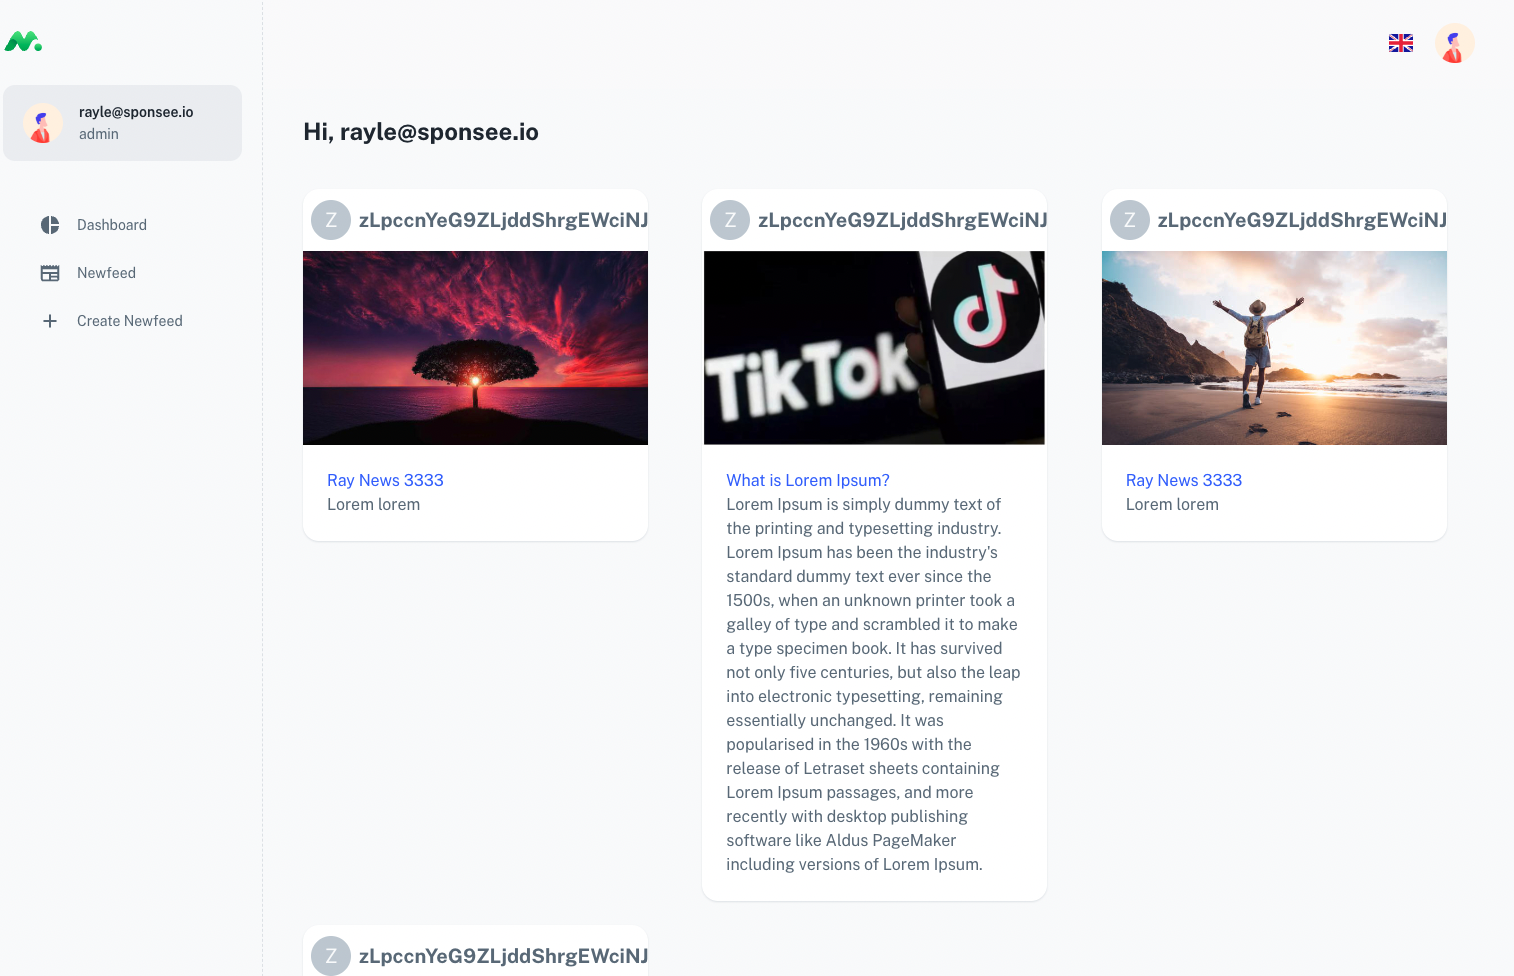 rayle@sponsee.io
admin
Dashboard
Newfeed
Create Newfeed
Hi, rayle@sponsee.io
Z zLpccnYeG9ZLjddShrgEWciNJ
Ray News 3333
Lorem lorem
Z zLpccnYeG9ZLjddShrgEWciNJ
TikTok
What is Lorem Ipsum?
Lorem Ipsum is simply dummy text of
the printing and typesetting industry.
Lorem Ipsum has been the industry's
standard dummy text ever since the
1500s, when an unknown printer took a
galley of type and scrambled it to make
a type specimen book. It has survived
not only five centuries, but also the leap
into electronic typesetting, remaining
essentially unchanged. It was
popularised in the 1960s with the
release of Letraset sheets containing
Lorem Ipsum passages, and more
recently with desktop publishing
software like Aldus PageMaker
including versions of Lorem Ipsum.
Z zLpccnYeG9ZLjddShrgEWciNJ
Ray News 3333
Lorem lorem
Z zLpccnYeG9ZLjddShrgEWciNJ